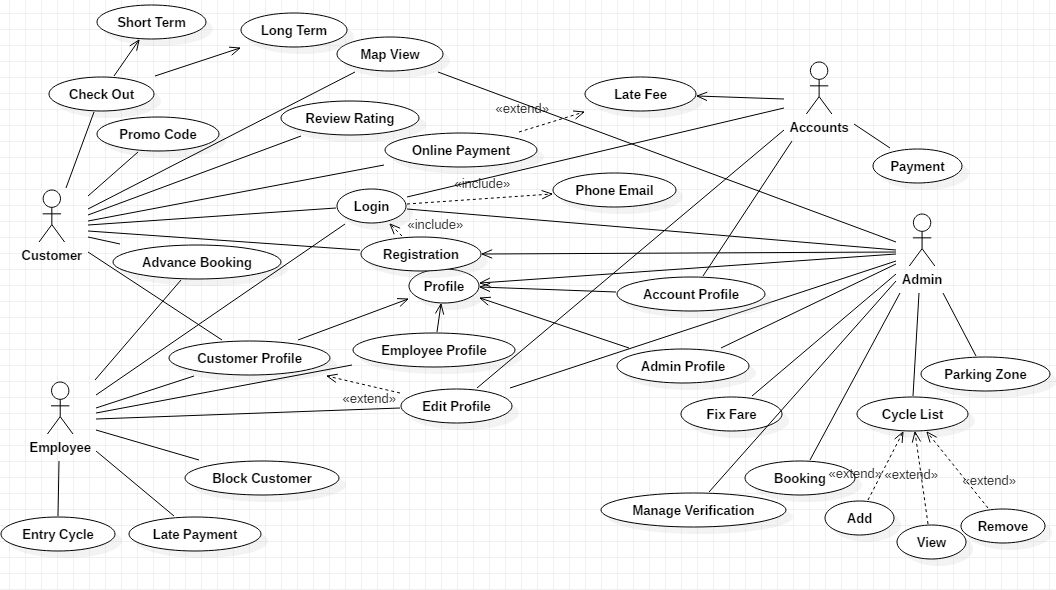 Short Term
Long Term
Map View
Check Out
Late Fee
«extend»
Review Rating
Accounts
Promo Code
Online Payment
Payment
«include»
Phone Email
Login
«include»
Customer
Registration
Advance Booking
Admin
Profile
Account Profile
Employee Profile
Customer Profile
Admin Profile
Parking Zone
«extend»
Edit Profile
Fix Fare
Cycle List
Employee
Block Customer
Booking
«extend»
«extend»
«extend»
Manage Verification
Add
Remove
Entry Cycle
Late Payment
View